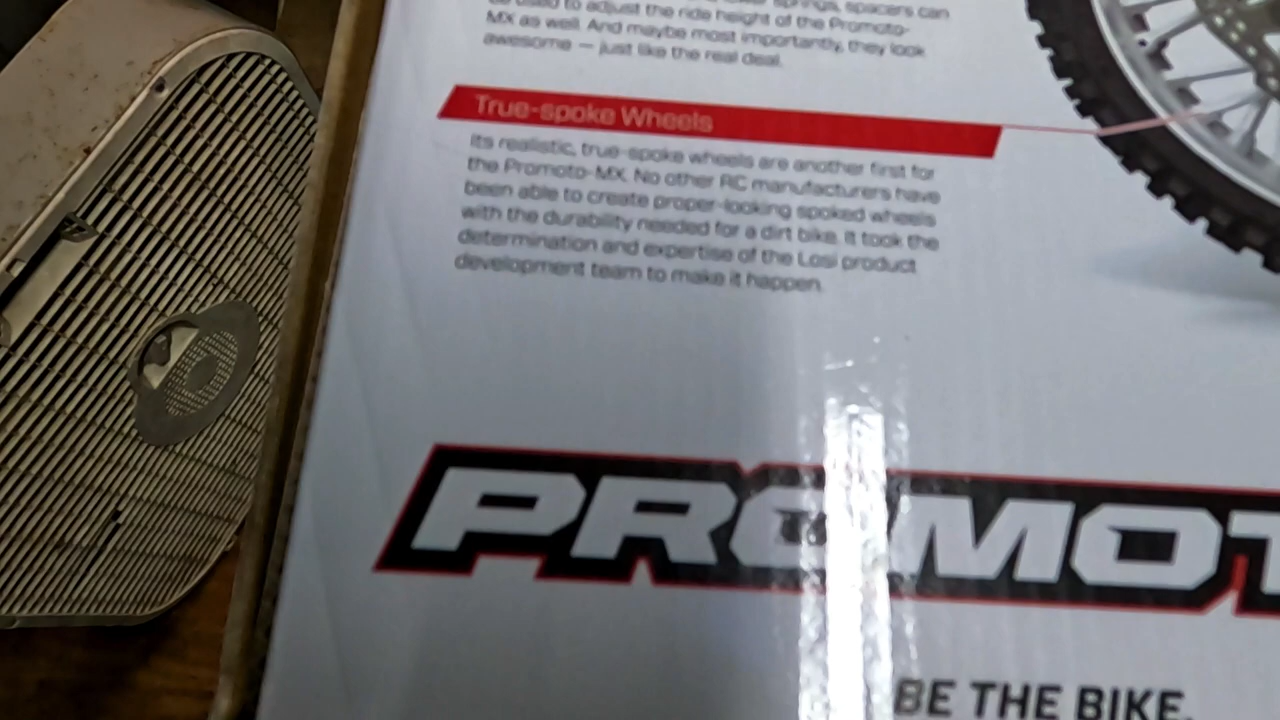 springs, spacers can
be used to adjust the ride height of the Promoto-
MX as well. And maybe most importantly, they look
awesome — just like the real deal.
True-spoke Wheels
Its realistic, true-spoke wheels are another first for
the Promoto-MX. No other RC manufacturers have
been able to create proper-looking spoked wheels
with the durability needed for a dirt bike. It took the
determination and expertise of the Losi product
development team to make it happen.
PROMOT
BE THE BIKE.